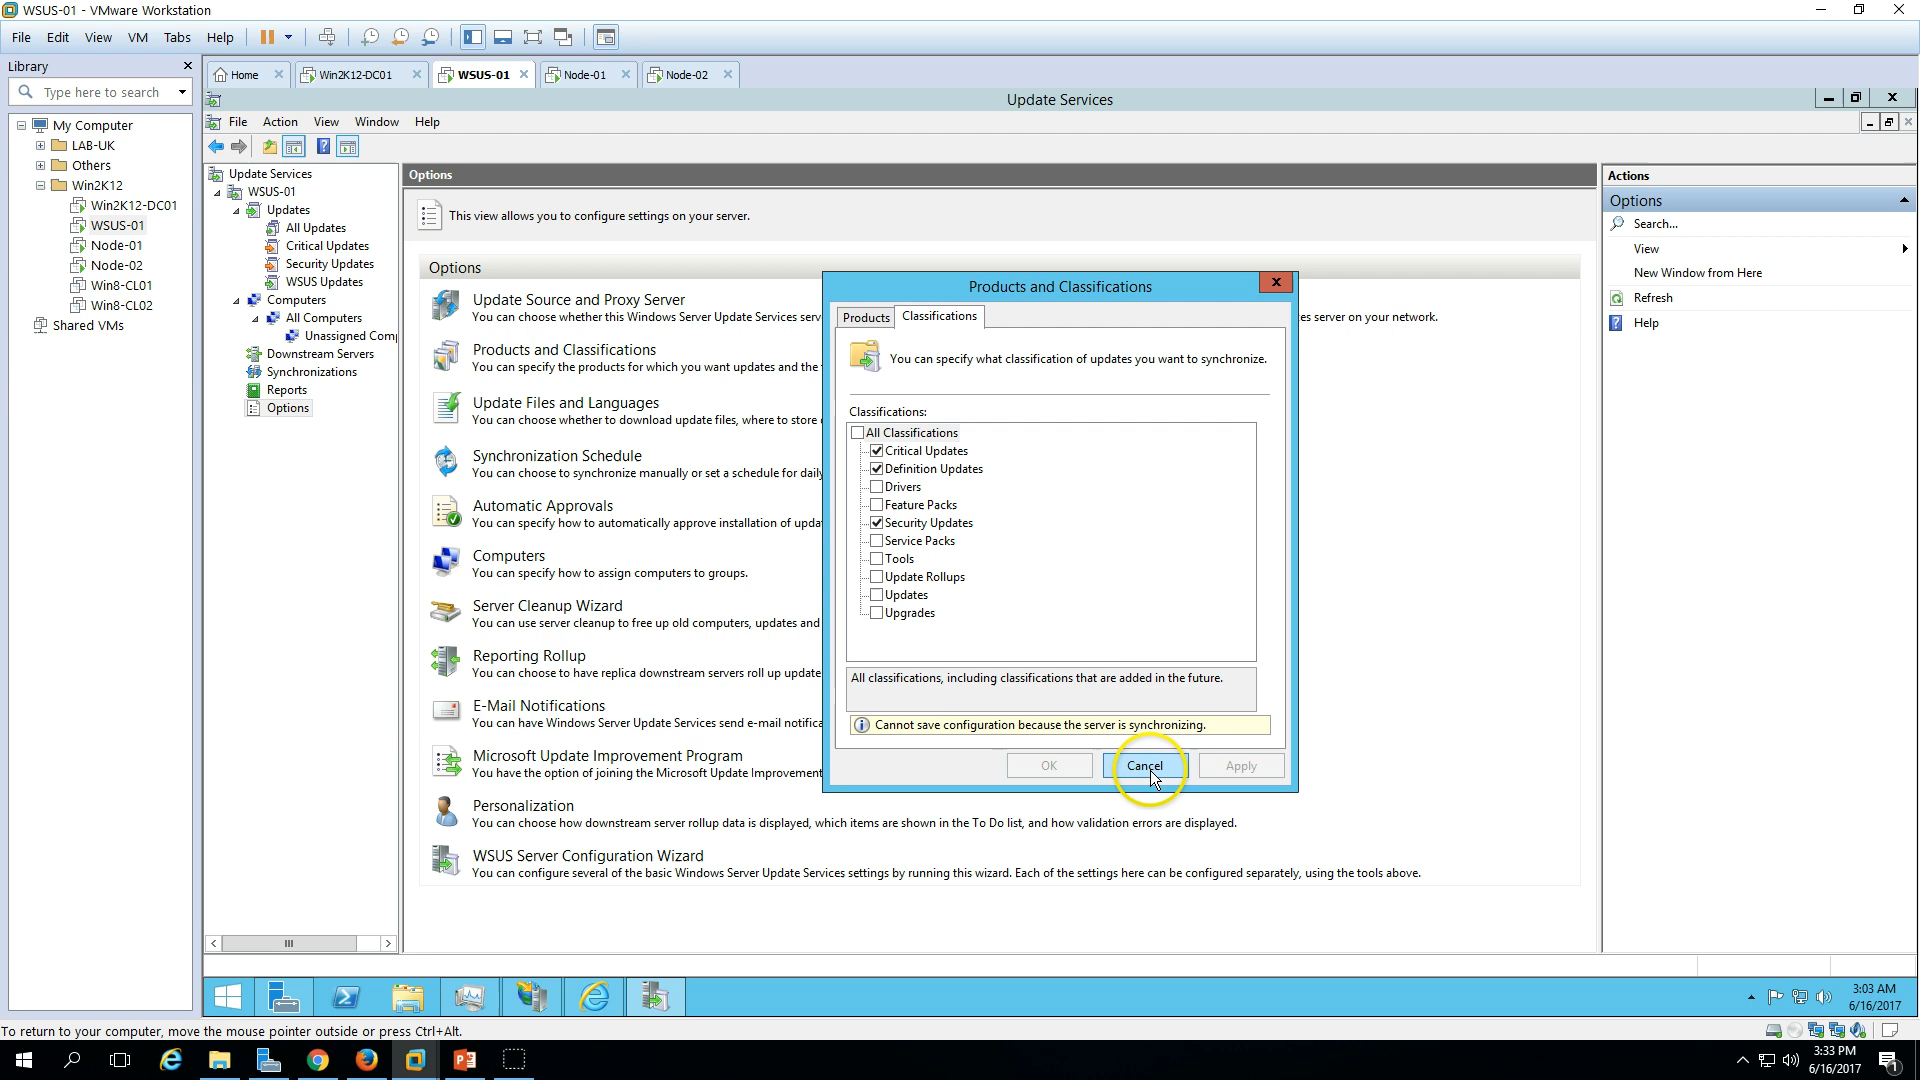 WSUS-01 - VMware Workstation
File Edit View VM Tabs Help
Library
Type here to search
My Computer
LAB-UK
Others
Win2K12
Win2K12-DC01
WSUS-01
Node-01
Node-02
Win8-CL01
Win8-CL02
Shared VMs
Home Win2K12-DC01 WSUS-01 Node-01 Node-02
Update Services
File Action View Window Help
Update Services
WSUS-01
Updates
All Updates
Critical Updates
Security Updates
WSUS Updates
Computers
All Computers
Unassigned Comp
Downstream Servers
Synchronizations
Reports
Options
Options
This view allows you to configure settings on your server.
Options
Update Source and Proxy Server
You can choose whether this Windows Server Update Services serv
es server on your network.
Products and Classifications
You can specify the products for which you want updates and the
Update Files and Languages
You can choose whether to download update files, where to store
Synchronization Schedule
You can choose to synchronize manually or set a schedule for daily
Automatic Approvals
You can specify how to automatically approve installation of upda
Computers
You can specify how to assign computers to groups.
Server Cleanup Wizard
You can use server cleanup to free up old computers, updates and
Reporting Rollup
You can choose to have replica downstream servers roll up update
E-Mail Notifications
You can have Windows Server Update Services send e-mail notifica
Microsoft Update Improvement Program
You have the option of joining the Microsoft Update Improvement
Personalization
You can choose how downstream server rollup data is displayed, which items are shown in the To Do list, and how validation errors are displayed.
WSUS Server Configuration Wizard
You can configure several of the basic Windows Server Update Services settings by running this wizard. Each of the settings here can be configured separately, using the tools above.
Products and Classifications
Products Classifications
You can specify what classification of updates you want to synchronize.
Classifications:
All Classifications
Critical Updates
Definition Updates
Drivers
Feature Packs
Security Updates
Service Packs
Tools
Update Rollups
Updates
Upgrades
All classifications, including classifications that are added in the future.
Cannot save configuration because the server is synchronizing.
OK Cancel Apply
Actions
Options
Search...
View
New Window from Here
Refresh
Help
3:03 AM
6/16/2017
To return to your computer, move the mouse pointer outside or press Ctrl+Alt.
3:33 PM
6/16/2017
1